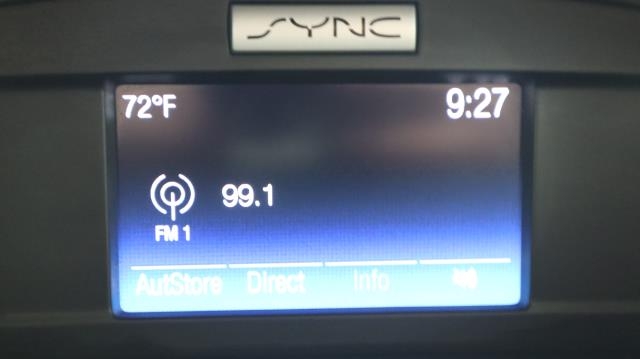 SYNC
72°F 9:27
99.1
FM 1
AutStore Direct Info